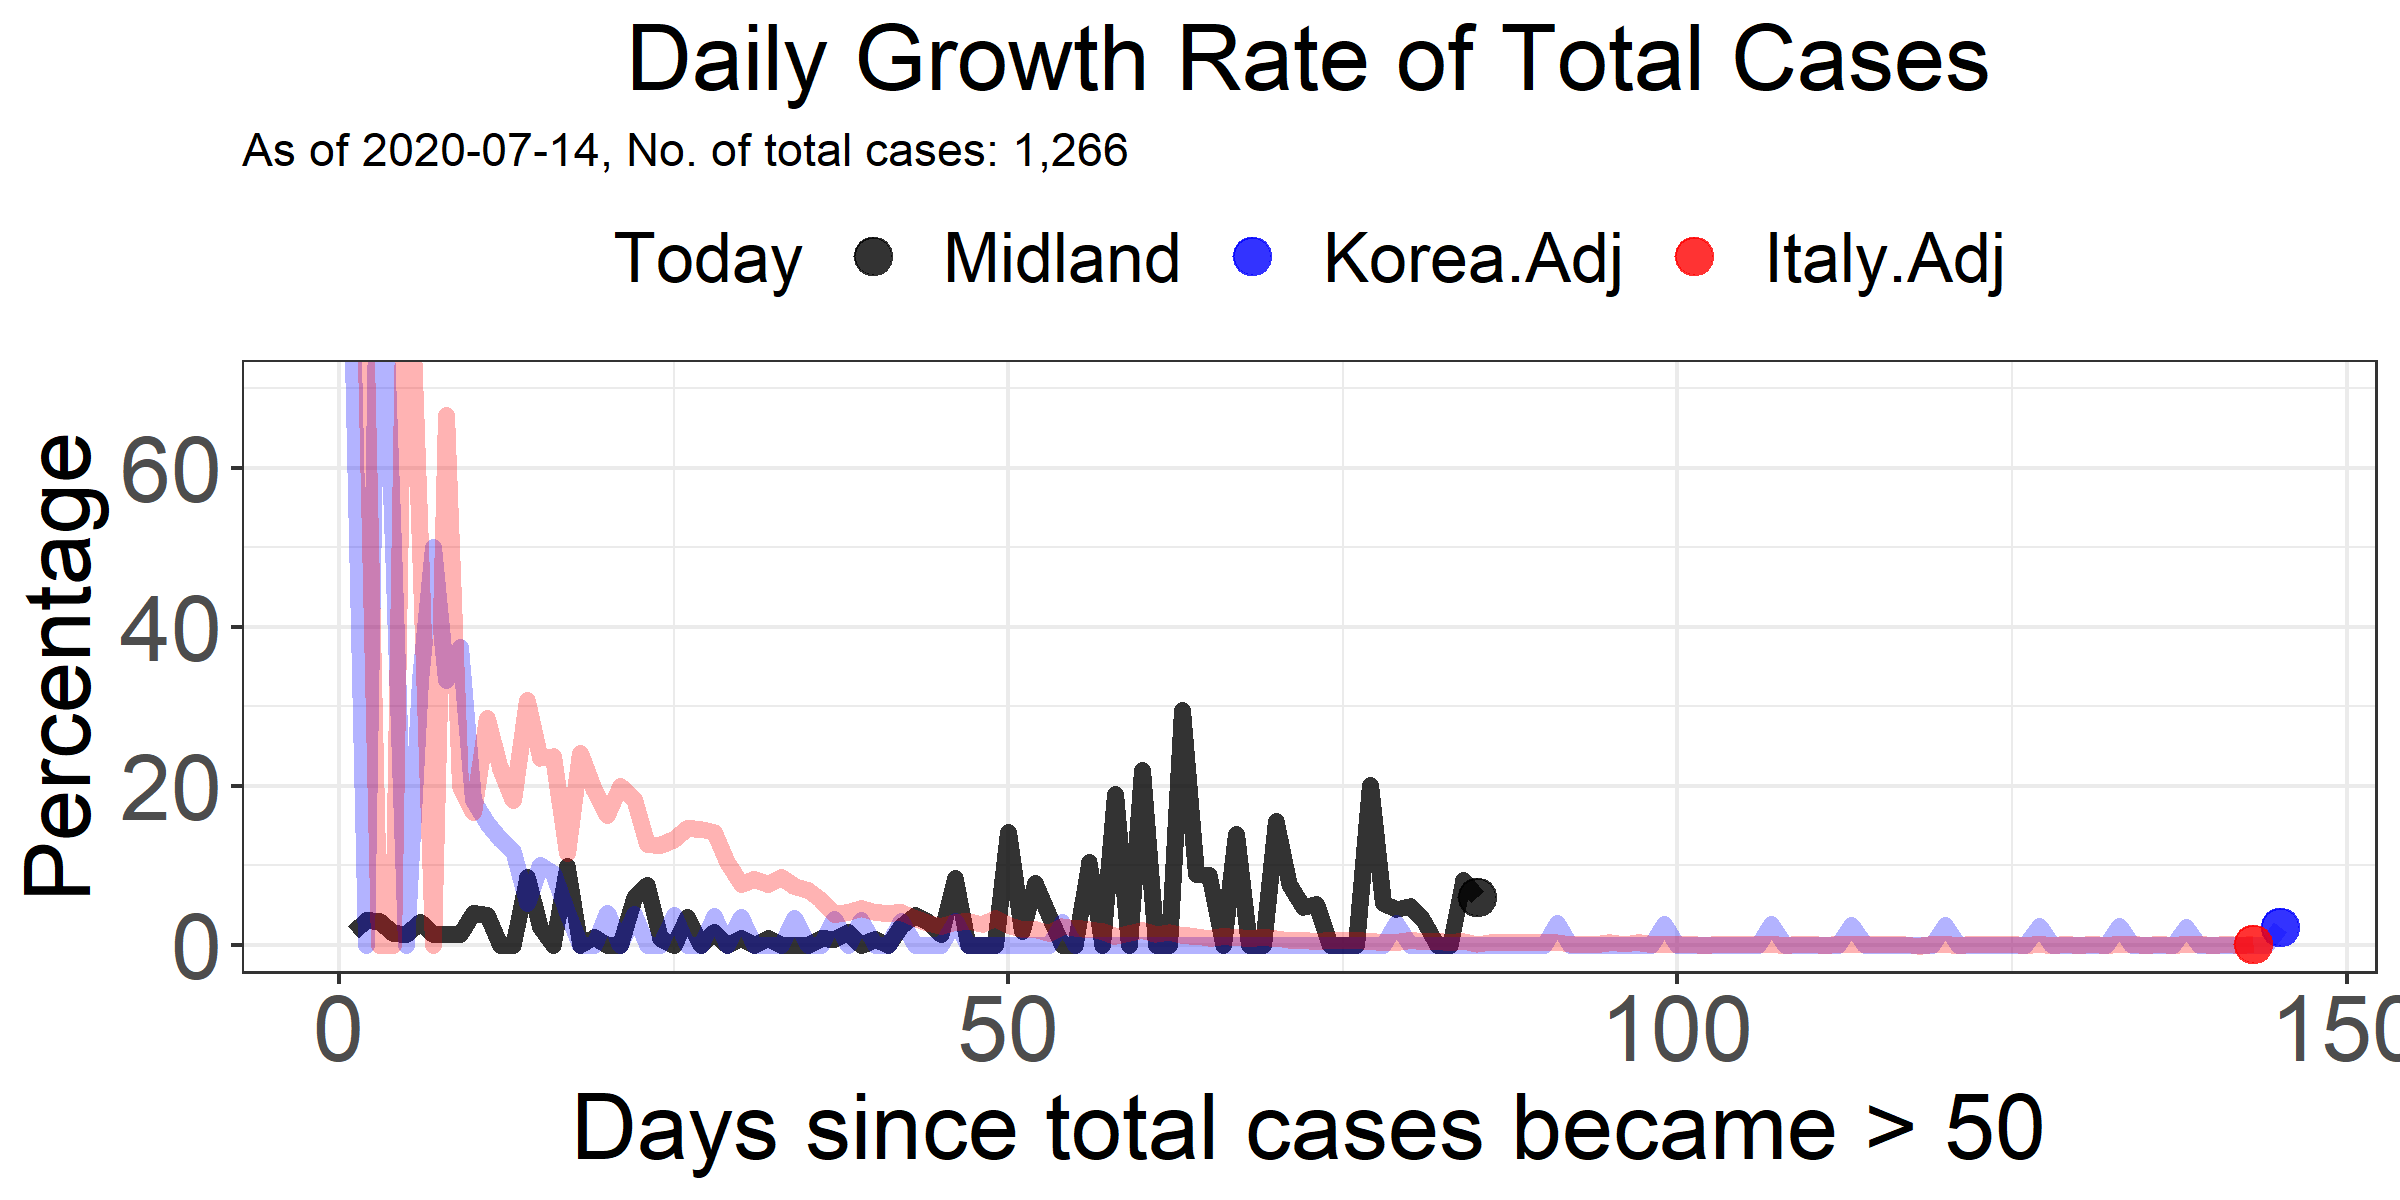 Daily Growth Rate of Total Cases
As of 2020-07-14, No. of total cases: 1,266
Today Midland Korea.Adj Italy.Adj
Percentage
60
40
20
0
0 50 100 150
Days since total cases became > 50